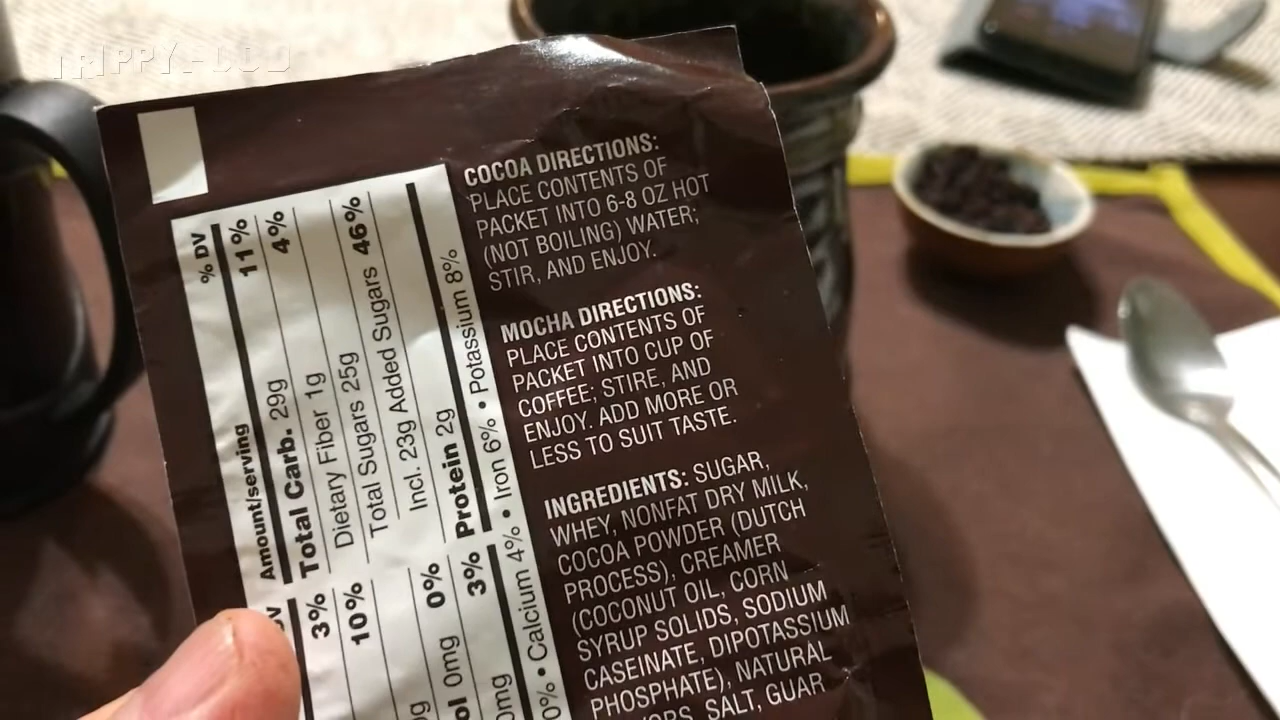 COCOA DIRECTIONS:
PLACE CONTENTS OF
PACKET INTO 6-8 OZ HOT
(NOT BOILING) WATER;
STIR, AND ENJOY.
MOCHA DIRECTIONS:
PLACE CONTENTS OF
PACKET INTO CUP OF
COFFEE; STIRE, AND
ENJOY. ADD MORE OR
LESS TO SUIT TASTE.
INGREDIENTS: SUGAR,
WHEY, NONFAT DRY MILK,
COCOA POWDER (DUTCH
PROCESS), CREAMER
(COCONUT OIL, CORN
SYRUP SOLIDS, SODIUM
CASEINATE, DIPOTASSIUM
PHOSPHATE), NATURAL
SALT, GUAR
Amount/serving % DV
Total Carb. 29g 11%
Dietary Fiber 1g 4%
Total Sugars 25g
Incl. 23g Added Sugars 46%
Protein 2g
3%
10%
0%
0mg 3%
0% • Calcium 4% • Iron 6% • Potassium 8%